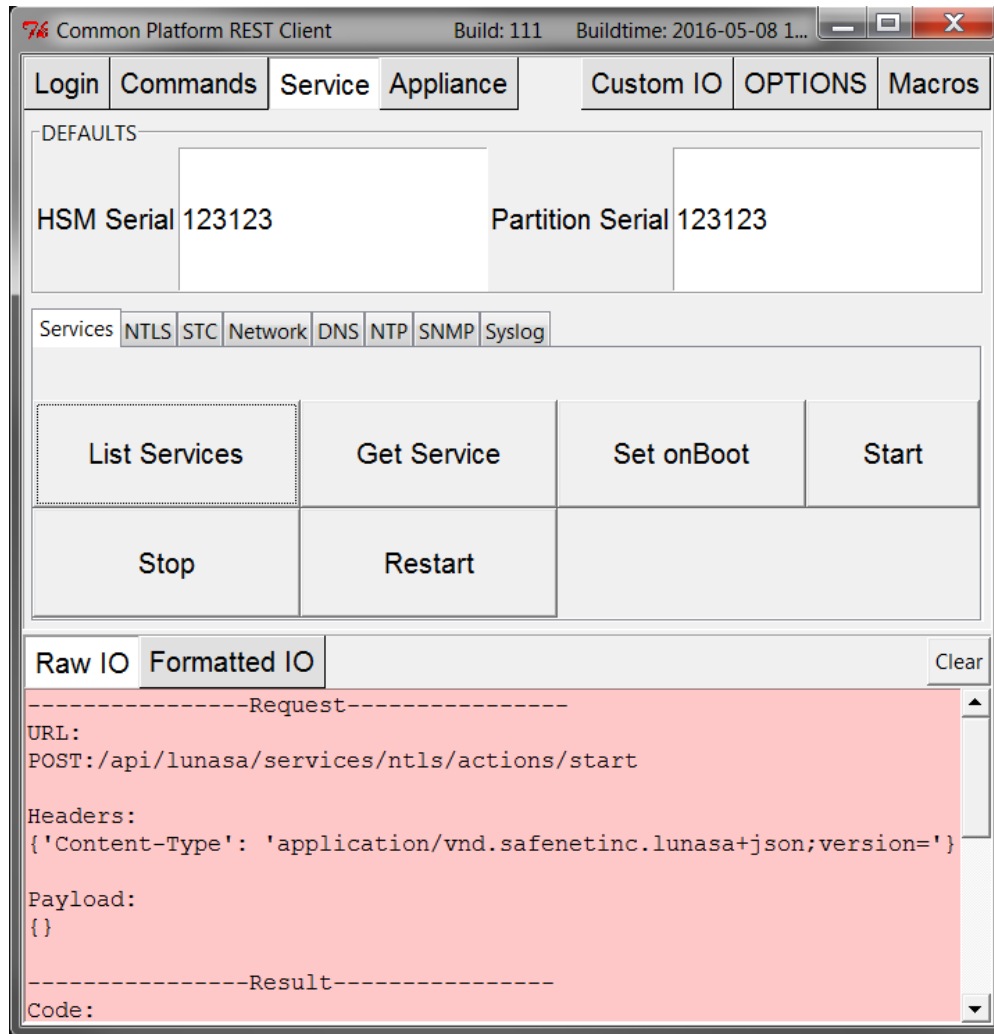 Common Platform REST Client Build: 111 Buildtime: 2016-05-08 1...
Login Commands Service Appliance Custom IO OPTIONS Macros
DEFAULTS
HSM Serial 123123 Partition Serial 123123
Services NTLS STC Network DNS NTP SNMP Syslog
List Services Get Service Set onBoot Start
Stop Restart
Raw IO Formatted IO Clear
----------------Request----------------
URL:
POST:/api/lunasa/services/ntls/actions/start
Headers:
{'Content-Type': 'application/vnd.safenetinc.lunasa+json;version='}
Payload:
{}
----------------Result----------------
Code: